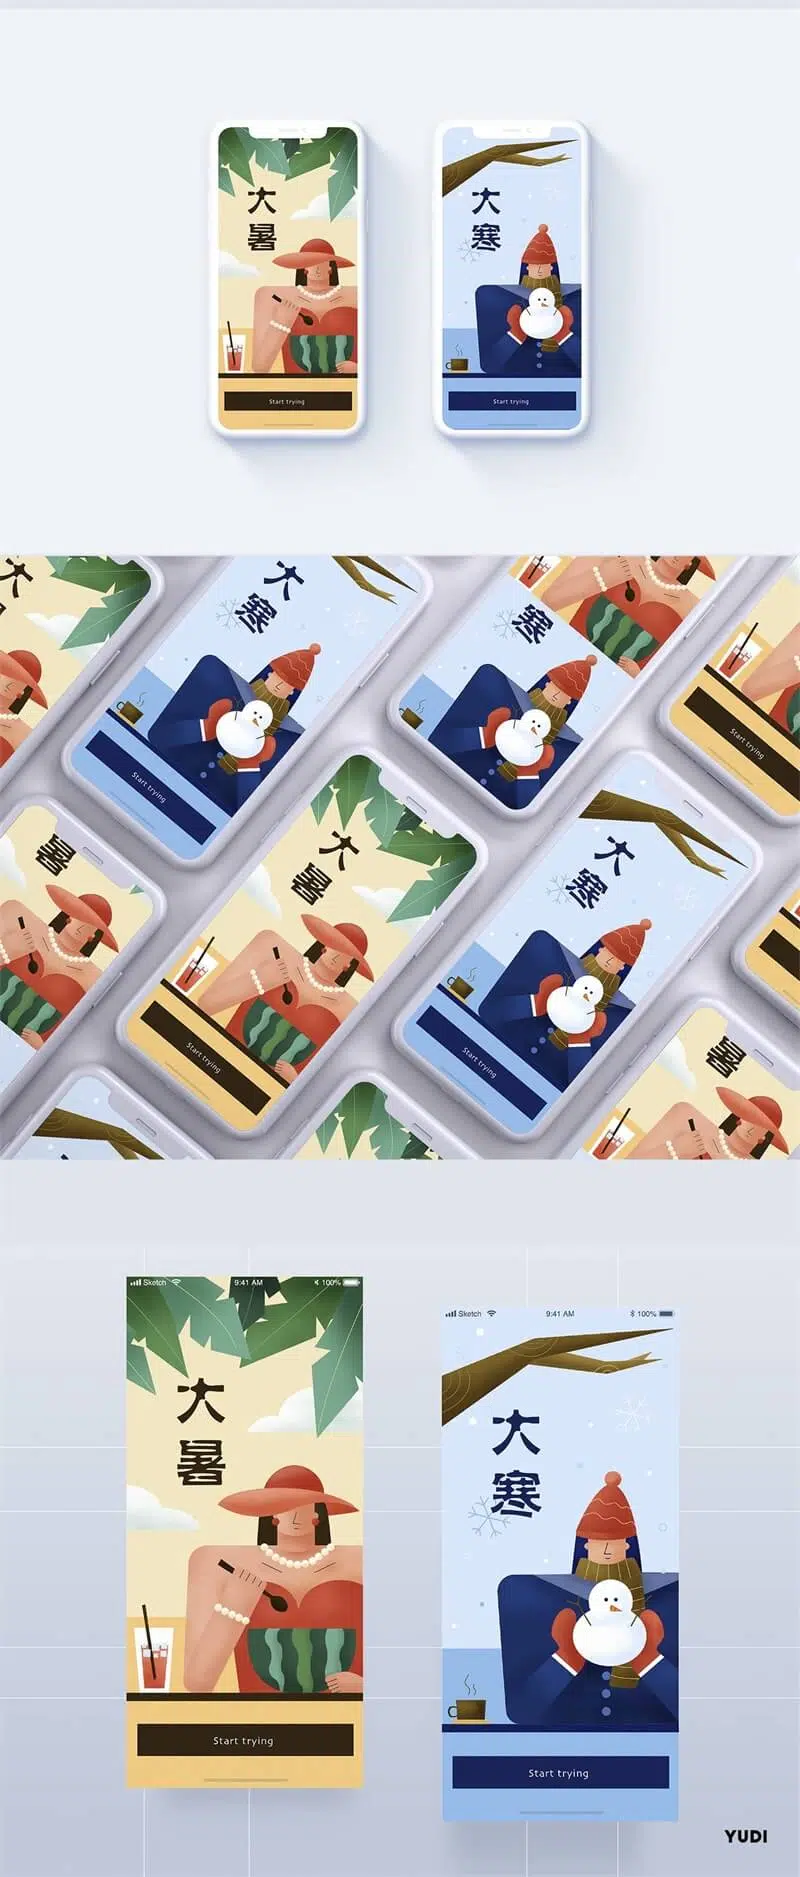 大
暑
Start trying
大
寒
Start trying
大
大
寒
Start trying
寒
Start trying
暑
大
暑
Start trying
大
寒
Start trying
暑
Sketch
9:41 AM
100%
大
暑
Start trying
Sketch
9:41 AM
100%
大
寒
Start trying
YUDI